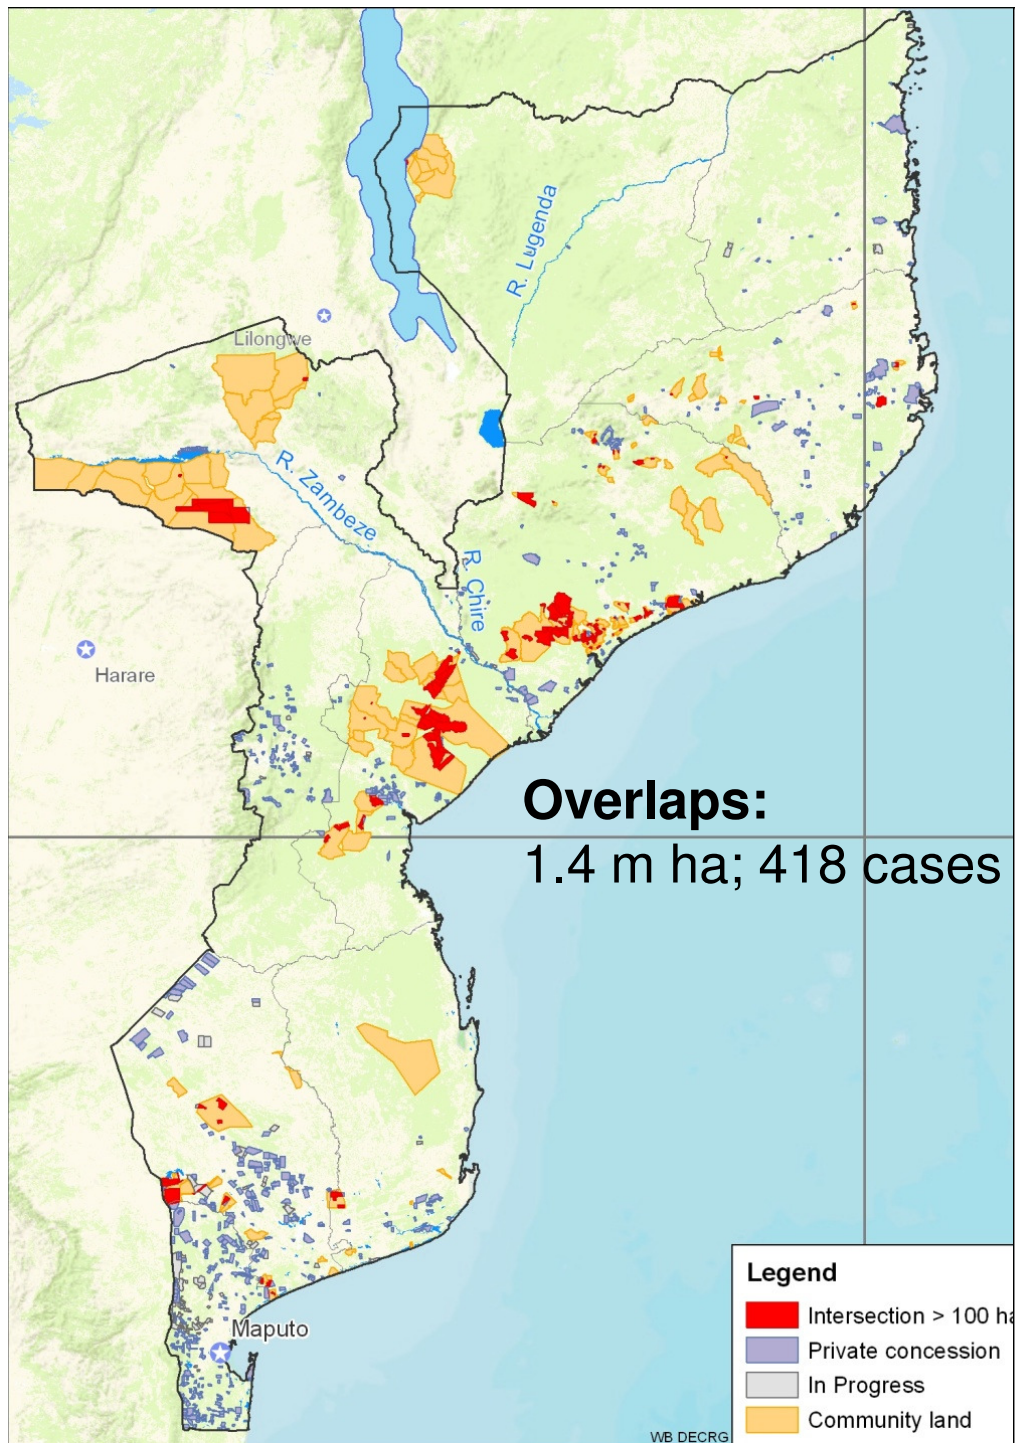 R. Lugenda
Lilongwe
R. Zambeze
R. Chire
Harare
Overlaps:
1.4 m ha; 418 cases
Maputo
Legend
Intersection > 100 ha
Private concession
In Progress
Community land
WB DECRG